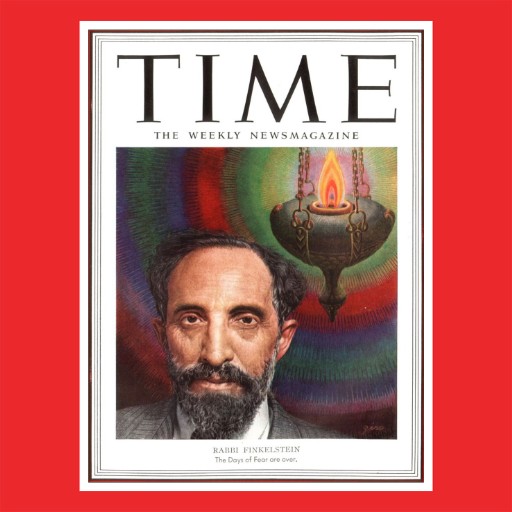 TIME
THE WEEKLY NEWSMAGAZINE
RABBI FINKELSTEIN
The Days of Fear are over.